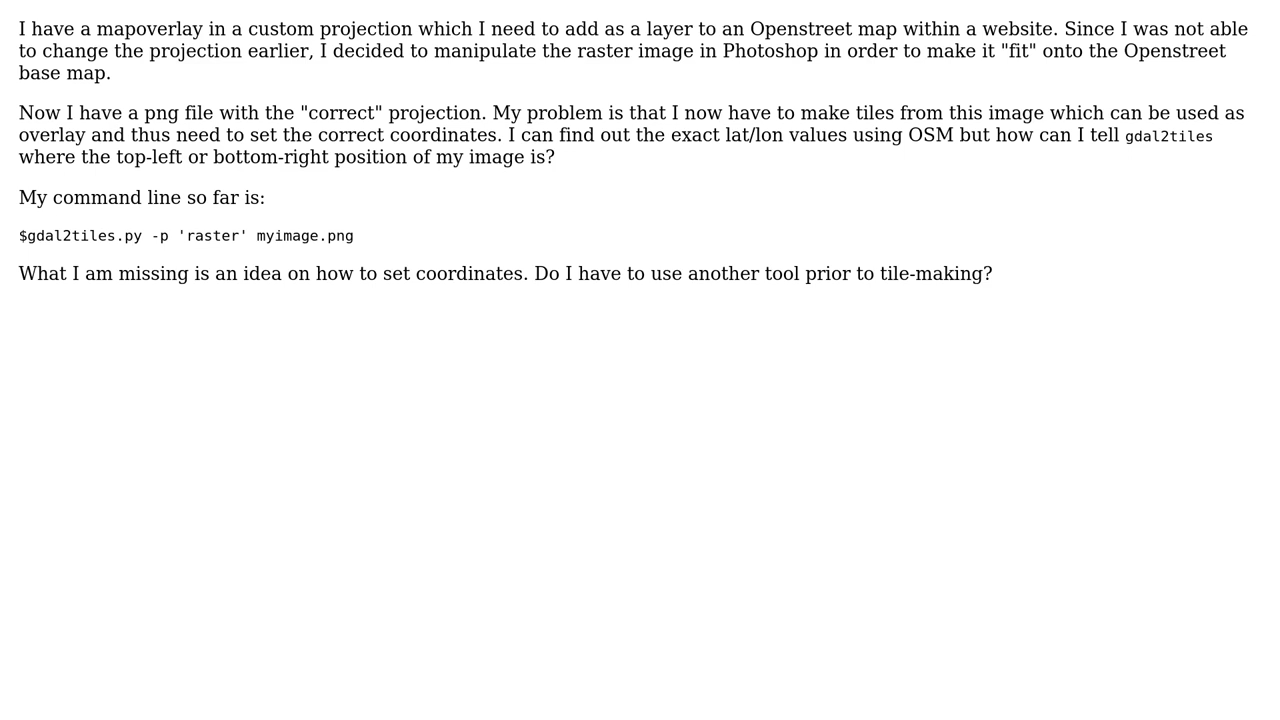 I have a mapoverlay in a custom projection which I need to add as a layer to an Openstreet map within a website. Since I was not able
to change the projection earlier, I decided to manipulate the raster image in Photoshop in order to make it "fit" onto the Openstreet
base map.
Now I have a png file with the "correct" projection. My problem is that I now have to make tiles from this image which can be used as
overlay and thus need to set the correct coordinates. I can find out the exact lat/lon values using OSM but how can I tell gdal2tiles
where the top-left or bottom-right position of my image is?
My command line so far is:
$gdal2tiles.py -p 'raster' myimage.png
What I am missing is an idea on how to set coordinates. Do I have to use another tool prior to tile-making?